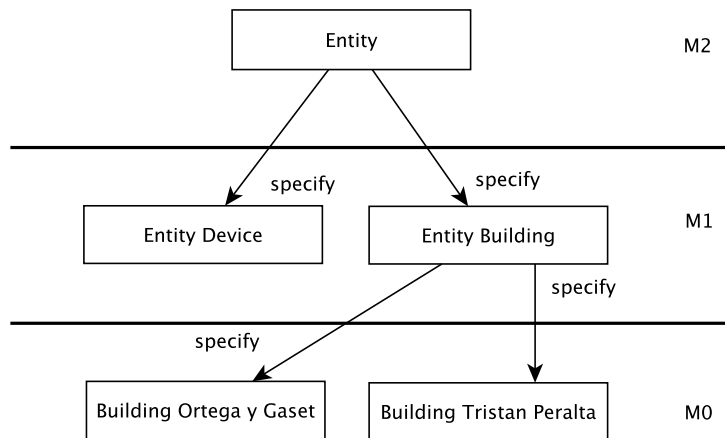 Entity
M2
specify
specify
Entity Device
Entity Building
M1
specify
specify
Building Ortega y Gaset
Building Tristan Peralta
M0